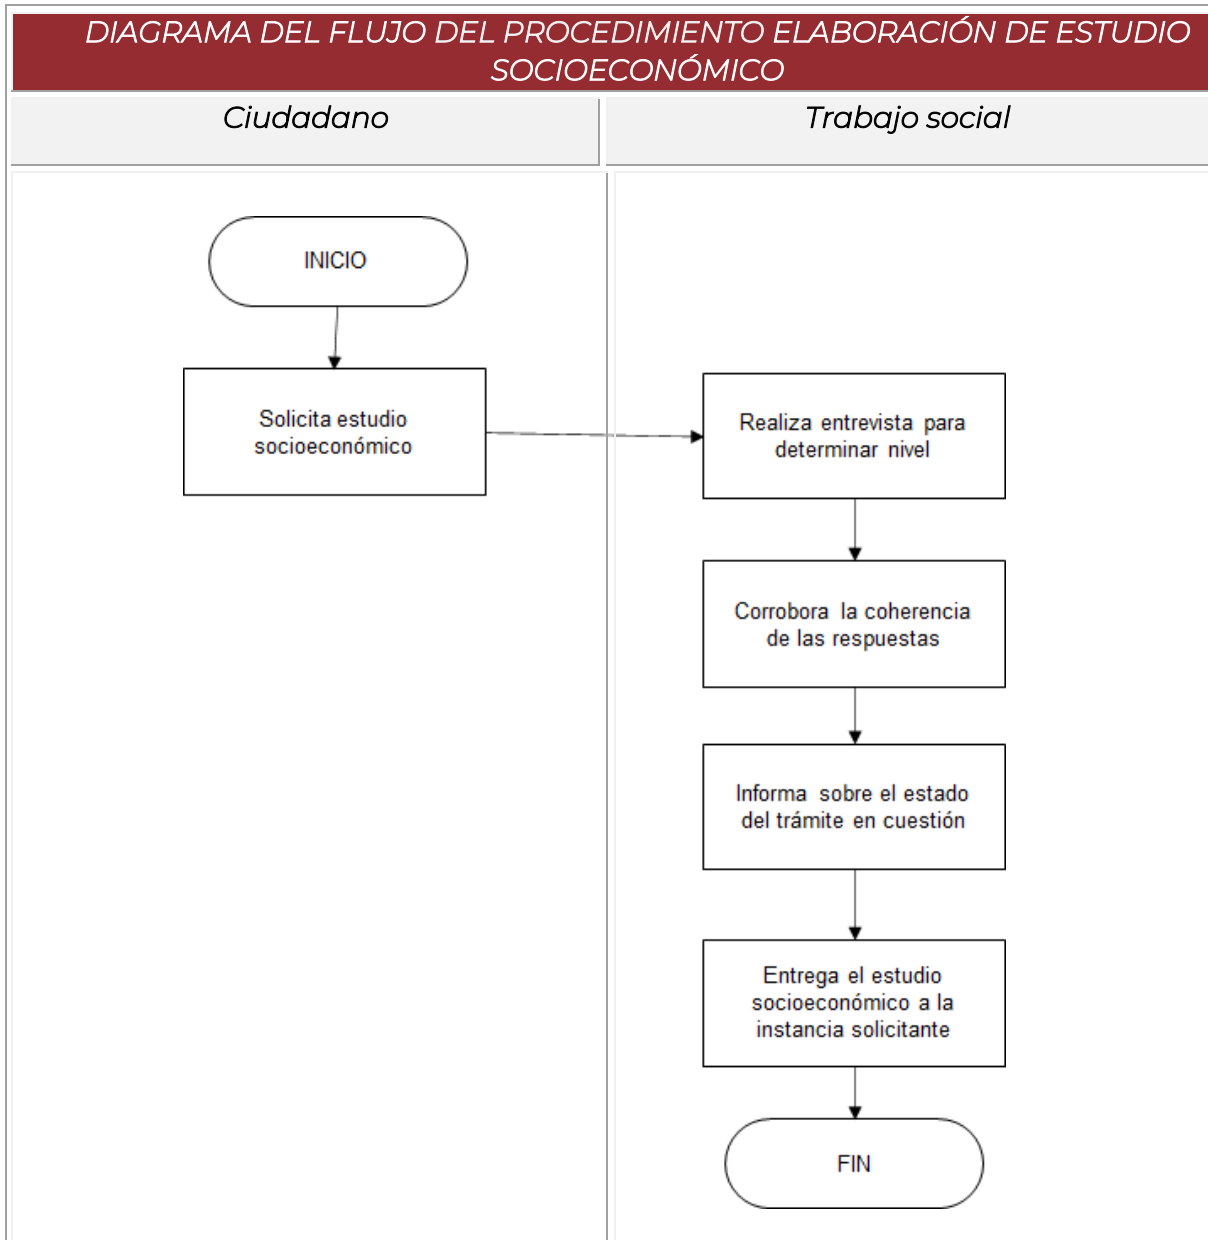 DIAGRAMA DEL FLUJO DEL PROCEDIMIENTO ELABORACIÓN DE ESTUDIO
SOCIOECONÓMICO
Ciudadano
Trabajo social
INICIO
Solicita estudio
socioeconómico
Realiza entrevista para
determinar nivel
Corrobora la coherencia
de las respuestas
Informa sobre el estado
del trámite en cuestión
Entrega el estudio
socioeconómico a la
instancia solicitante
FIN